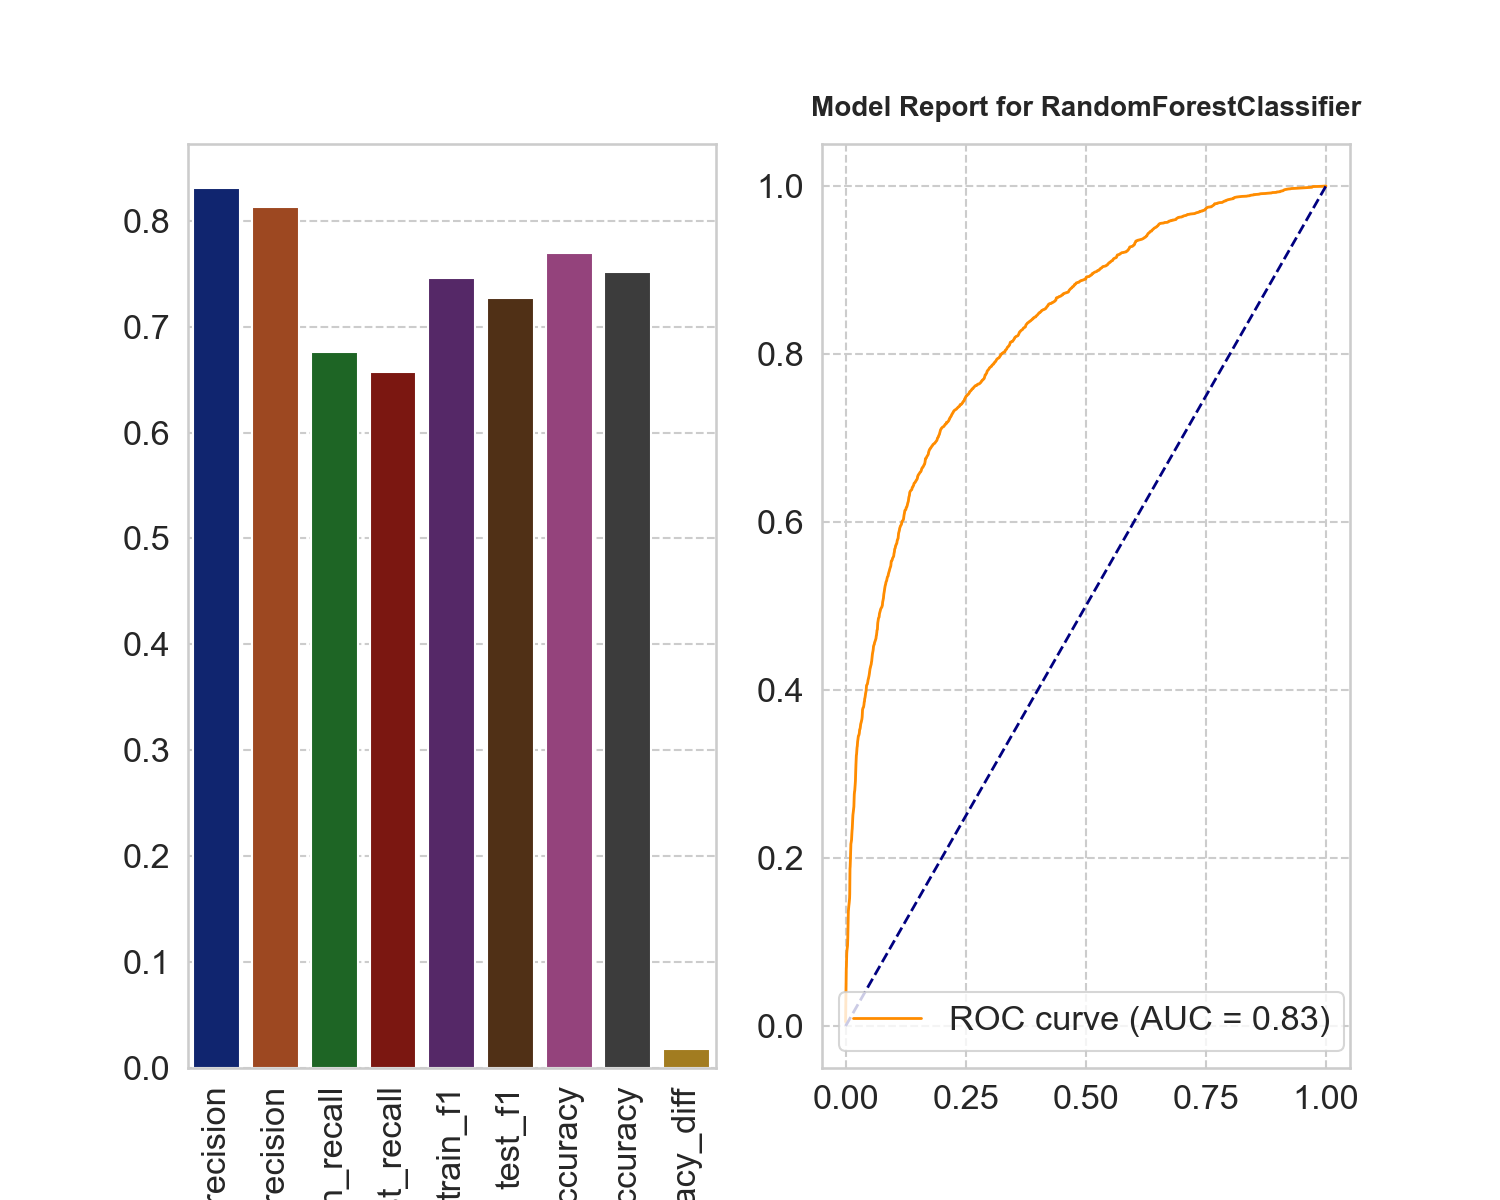 Model Report for RandomForestClassifier
0.8
0.7
0.6
0.5
0.4
0.3
0.2
0.1
0.0
recision
recision
n_recall
t_recall
train_f1
test_f1
ccuracy
ccuracy
acy_diff
1.0
0.8
0.6
0.4
0.2
0.0
ROC curve (AUC = 0.83)
0.00 0.25 0.50 0.75 1.00